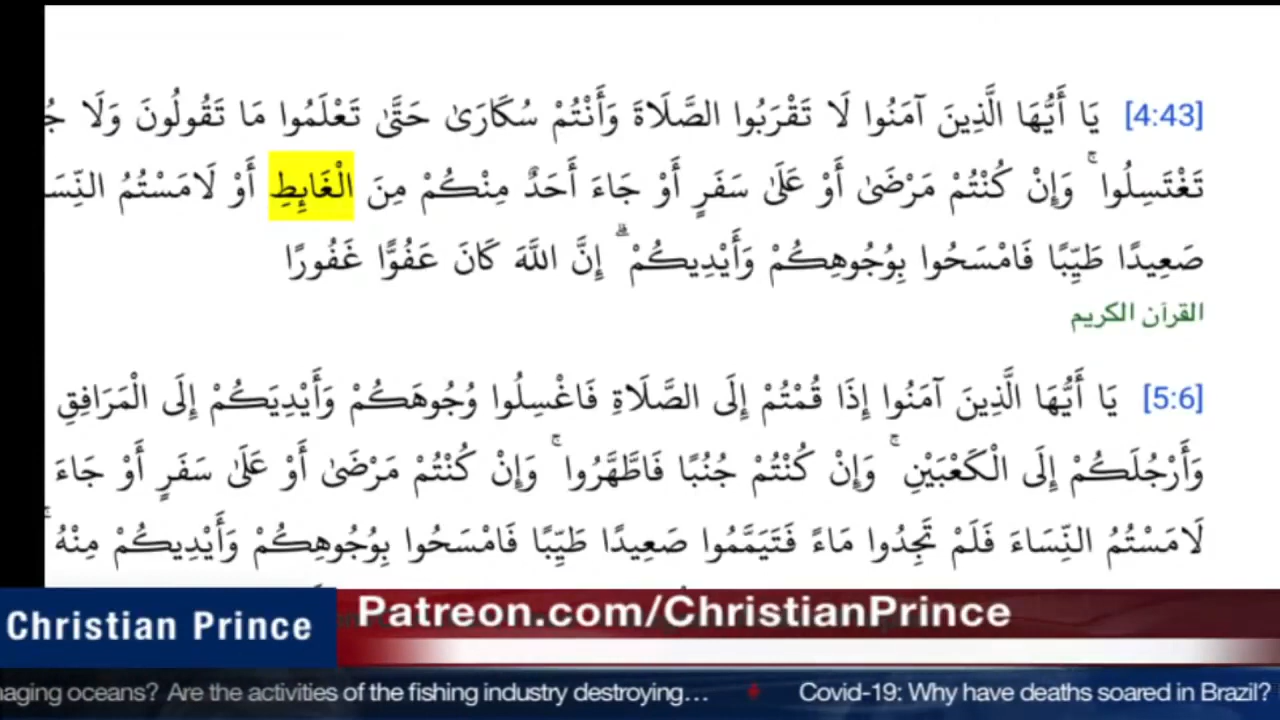 [4:43] يَا أَيُّهَا الَّذِينَ آمَنُوا لَا تَقْرَبُوا الصَّلَاةَ وَأَنْتُمْ سُكَارَىٰ حَتَّىٰ تَعْلَمُوا مَا تَقُولُونَ وَلَا
تَغْتَسِلُوا ۚ وَإِنْ كُنْتُمْ مَرْضَىٰ أَوْ عَلَىٰ سَفَرٍ أَوْ جَاءَ أَحَدٌ مِنْكُمْ مِنَ الْغَائِطِ أَوْ لَامَسْتُمُ
صَعِيدًا طَيِّبًا فَامْسَحُوا بِوُجُوهِكُمْ وَأَيْدِيكُمْ ۗ إِنَّ اللَّهَ كَانَ عَفُوًّا غَفُورًا
القرآن الكريم
[5:6] يَا أَيُّهَا الَّذِينَ آمَنُوا إِذَا قُمْتُمْ إِلَى الصَّلَاةِ فَاغْسِلُوا وُجُوهَكُمْ وَأَيْدِيَكُمْ إِلَى الْمَرَافِقِ
وَأَرْجُلَكُمْ إِلَى الْكَعْبَيْنِ ۚ وَإِنْ كُنْتُمْ جُنُبًا فَاطَّهَّرُوا ۚ وَإِنْ كُنْتُمْ مَرْضَىٰ أَوْ عَلَىٰ سَفَرٍ أَوْ جَاءَ
لَامَسْتُمُ النِّسَاءَ فَلَمْ تَجِدُوا مَاءً فَتَيَمَّمُوا صَعِيدًا طَيِّبًا فَامْسَحُوا بِوُجُوهِكُمْ وَأَيْدِيكُمْ مِنْهُ ۚ
Patreon.com/ChristianPrince
Christian Prince
oceans? Are the activities of the fishing industry destroying... Covid-19: Why have deaths soared in Brazil?